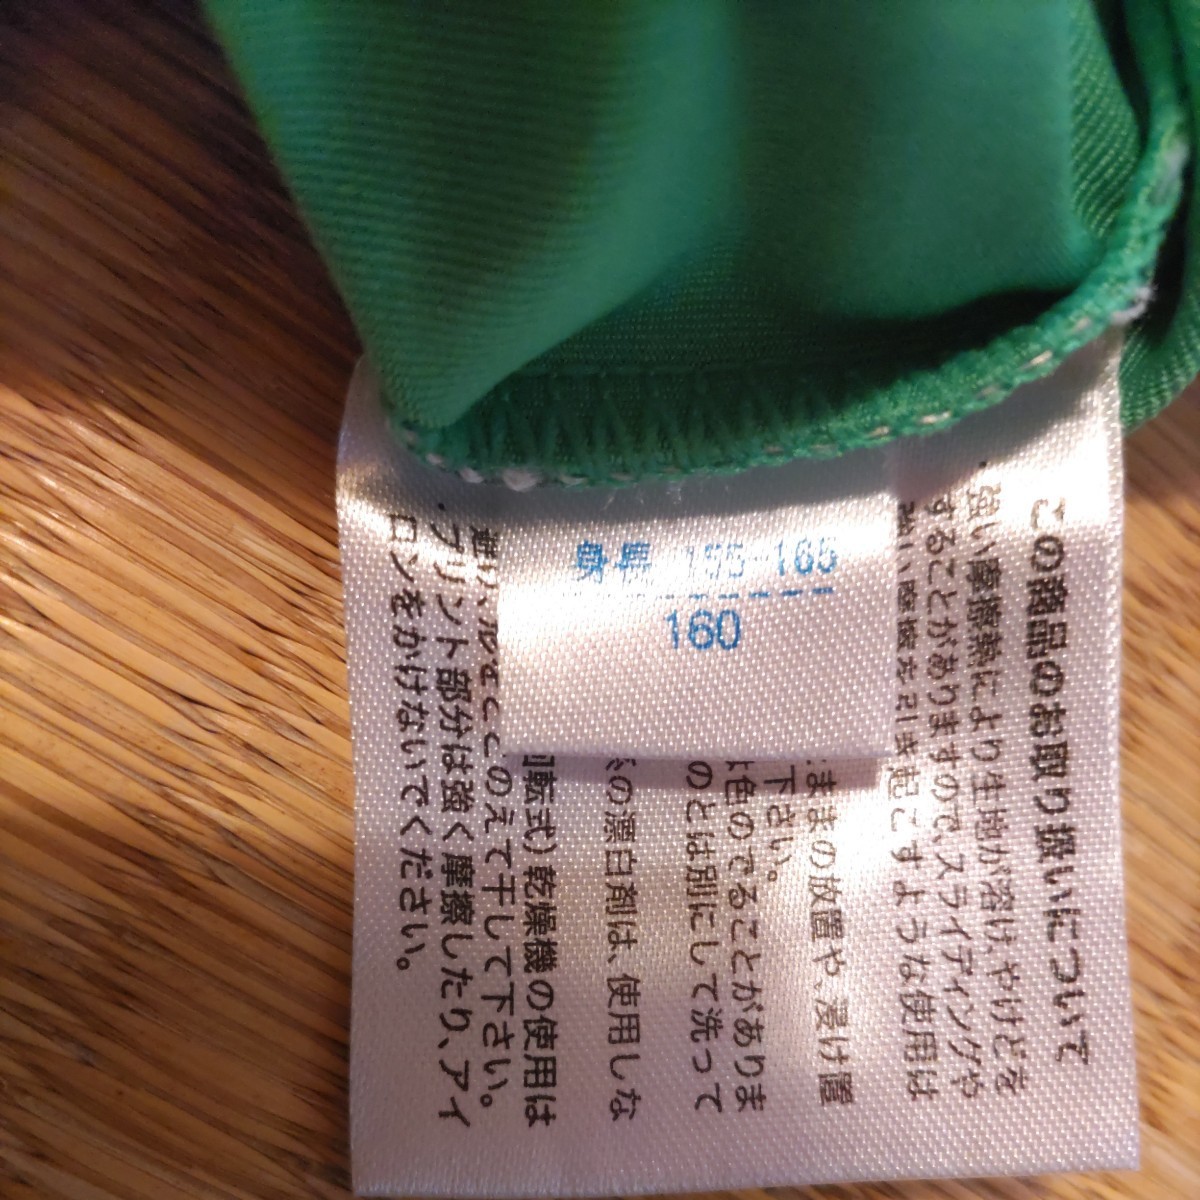 身長 155-165
160
この商品のお取り扱いについて
・強い摩擦熱により生地が溶け、やけどを
することがありますので、スライディングや
強い摩擦を引き起こすような使用は
ままの放置や、浸け置
下さい。
色のでることがありま
のとは別にして洗って
の漂白剤は、使用しな
回転式)乾燥機の使用は
のえて干して下さい。
・プリント部分は強く摩擦したり、アイ
ロンをかけないでください。